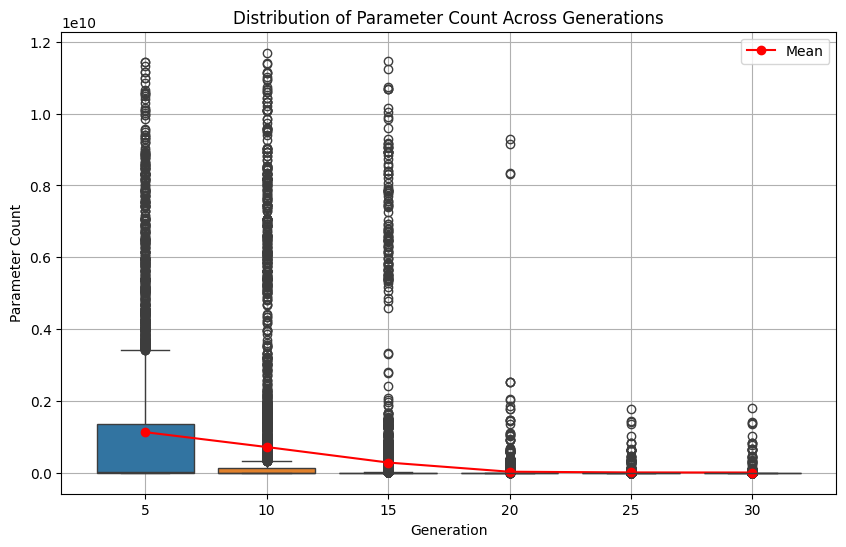 Distribution of Parameter Count Across Generations
1e10
Mean
Parameter Count
1.2
1.0
0.8
0.6
0.4
0.2
0.0
5 10 15 20 25 30
Generation